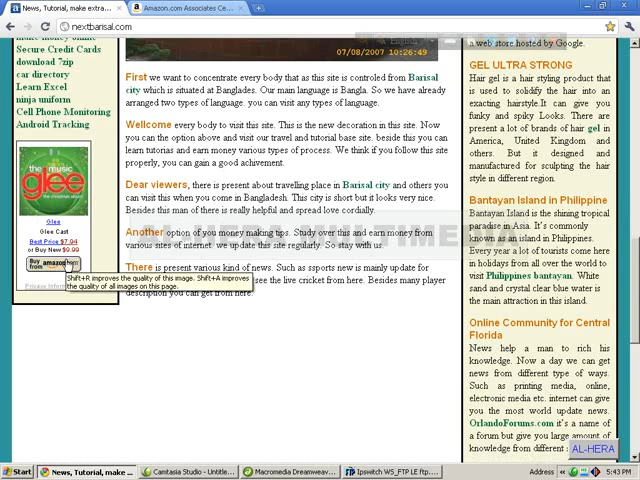 News, Tutorial, make extra...
Amazon.com Associates Ce...
nextbarisal.com
make money online
Secure Credit Cards
download 7zip
car directory
Learn Excel
ninja uniform
Cell Phone Monitoring
Android Tracking
the music
glee
Glee
Glee Cast
Best Price $7.94
or Buy New $9.99
Buy from amazon
Privacy Information
Shift+R improves the quality of this image. Shift+A improves
the quality of all images on this page.
English
07/08/2007 10:26:49
First we want to concentrate every body that as this site is controled from Barisal
city which is situated at Banglades. Our main language is Bangla. So we have already
arranged two types of language. you can visit any types of language.
Wellcome every body to visit this site. This is the new decoration in this site. Now
you can the option above and visit our travel and tutorial base site. beside this you can
learn tutorias and earn money various types of process. We think if you follow this site
properly, you can gain a good achivement.
Dear viewers, there is present about travelling place in Barisal city and others you
can visit this when you come in Bangladesh. This city is short but it looks very nice.
Besides this man of there is really helpful and spread love cordially.
Another option of you money making tips. Sudy over this and earn money from
various sites of internet. we update this site regularly. So stay with us.
AL-HERA MULTIMEDIA
There is present various kind of news. Such as ssports new is mainly update for
see the live cricket from here. Besides many player
description you can get from here.
a web store hosted by Google.
GEL ULTRA STRONG
Hair gel is a hair styling product that
is used to solidify the hair into an
exacting hairstyle.It can give you
funky and spiky Looks. There are
present a lot of brands of hair gel in
America, United Kingdom and
others. But it designed and
manufactured for sculpting the hair
style in different region.
Bantayan Island in Philippine
Bantayan Island is the shining tropical
paradise in Asia. It's commonly
known as an island in Philippines.
Every year a lot of tourists come here
in holidays from all over the world to
visit Philippines bantayan. White
sand and crystal clear blue water is
the main attraction in this island.
Online Community for Central
Florida
News help a man to rich his
knowledge. Now a day we can get
news from different type of ways.
Such as printing media, online,
electronic media etc. internet can give
you the most world update news.
OrlandoForums.com it's a name of
a forum but give you large amount of
knowledge from different
AL-HERA
Start
News, Tutorial, make ...
Camtasia Studio - Untitle...
Macromedia Dreamweav...
Ipswitch WS_FTP LE ftp...
Address
5:43 PM